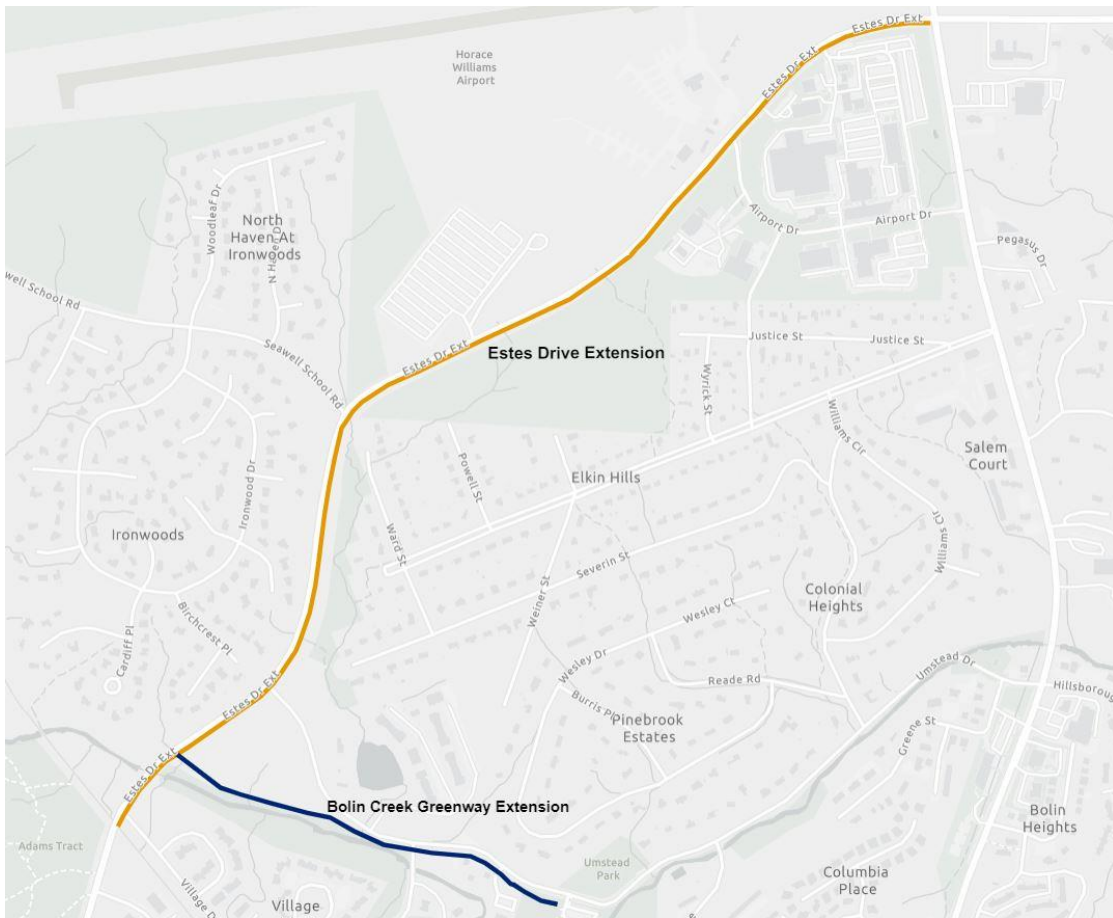 Estes Dr Ext
Estes Dr Ext
Horace
Williams
Airport
Woodleaf Dr
North
Haven At
Ironwoods
N Haven Dr
Airport Dr
Airport Dr
Pegasus Dr
Seawell School Rd
Estes Dr Ext
Estes Drive Extension
Justice St
Justice St
Wyrick St
Williams Cir
Salem
Court
Elkin Hills
Powell St
Ironwood Dr
Ironwoods
Ward St
Severin St
Williams Cir
Weiner St
Colonial
Heights
Wesley Ct
Birchcrest Pl
Cardiff Pl
Wesley Dr
Reade Rd
Umstead Dr
Estes Dr Ext
Burris Pl
Pinebrook
Estates
Greene St
Estes Dr Ext
Bolin Creek Greenway Extension
Bolin
Heights
Adams Tract
Umstead
Park
Columbia
Place
Village